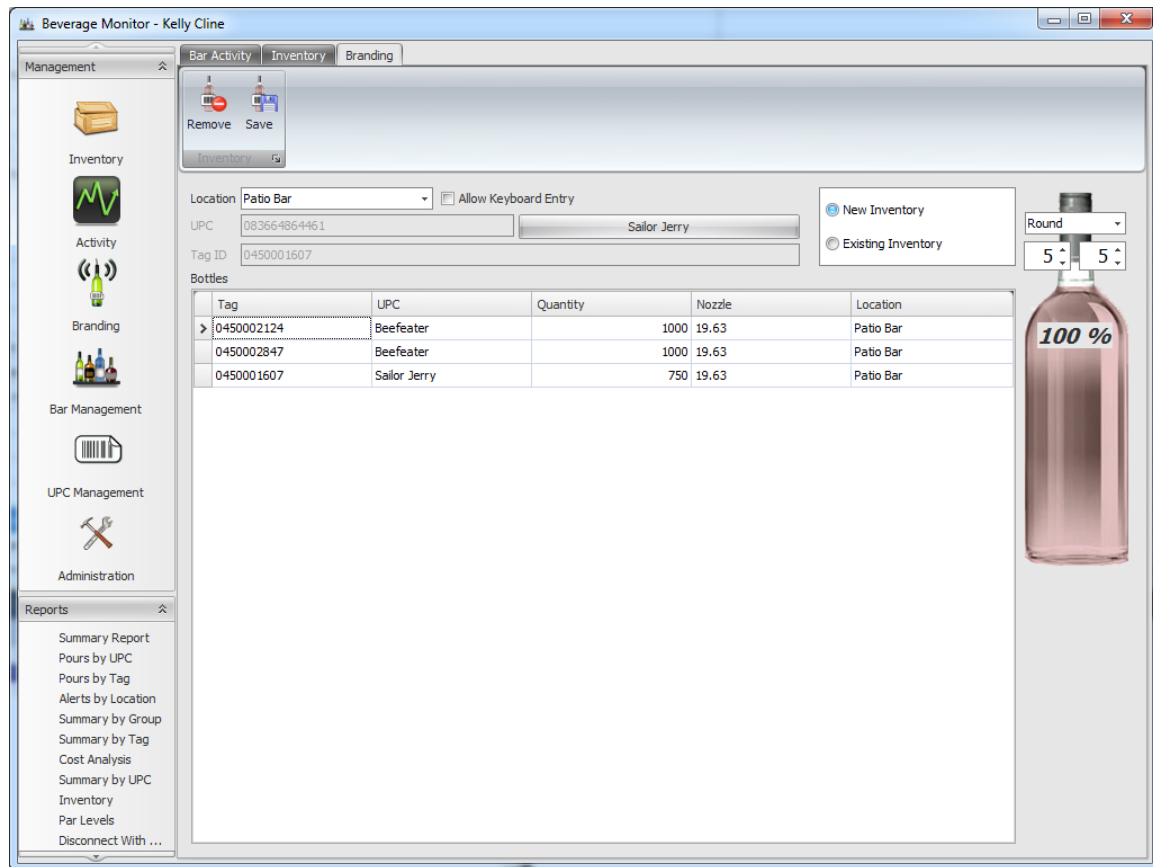 Beverage Monitor - Kelly Cline
Management
Inventory
Activity
Branding
Bar Management
UPC Management
Administration
Reports
Summary Report
Pours by UPC
Pours by Tag
Alerts by Location
Summary by Group
Summary by Tag
Cost Analysis
Summary by UPC
Inventory
Par Levels
Disconnect With ...
Bar Activity Inventory Branding
Remove Save
Inventory
Location Patio Bar Allow Keyboard Entry
UPC 083664864461 Sailor Jerry
Tag ID 0450001607
New Inventory
Existing Inventory
Round
5 5
100 %
Bottles
Tag UPC Quantity Nozzle Location
0450002124 Beefeater 1000 19.63 Patio Bar
0450002847 Beefeater 1000 19.63 Patio Bar
0450001607 Sailor Jerry 750 19.63 Patio Bar